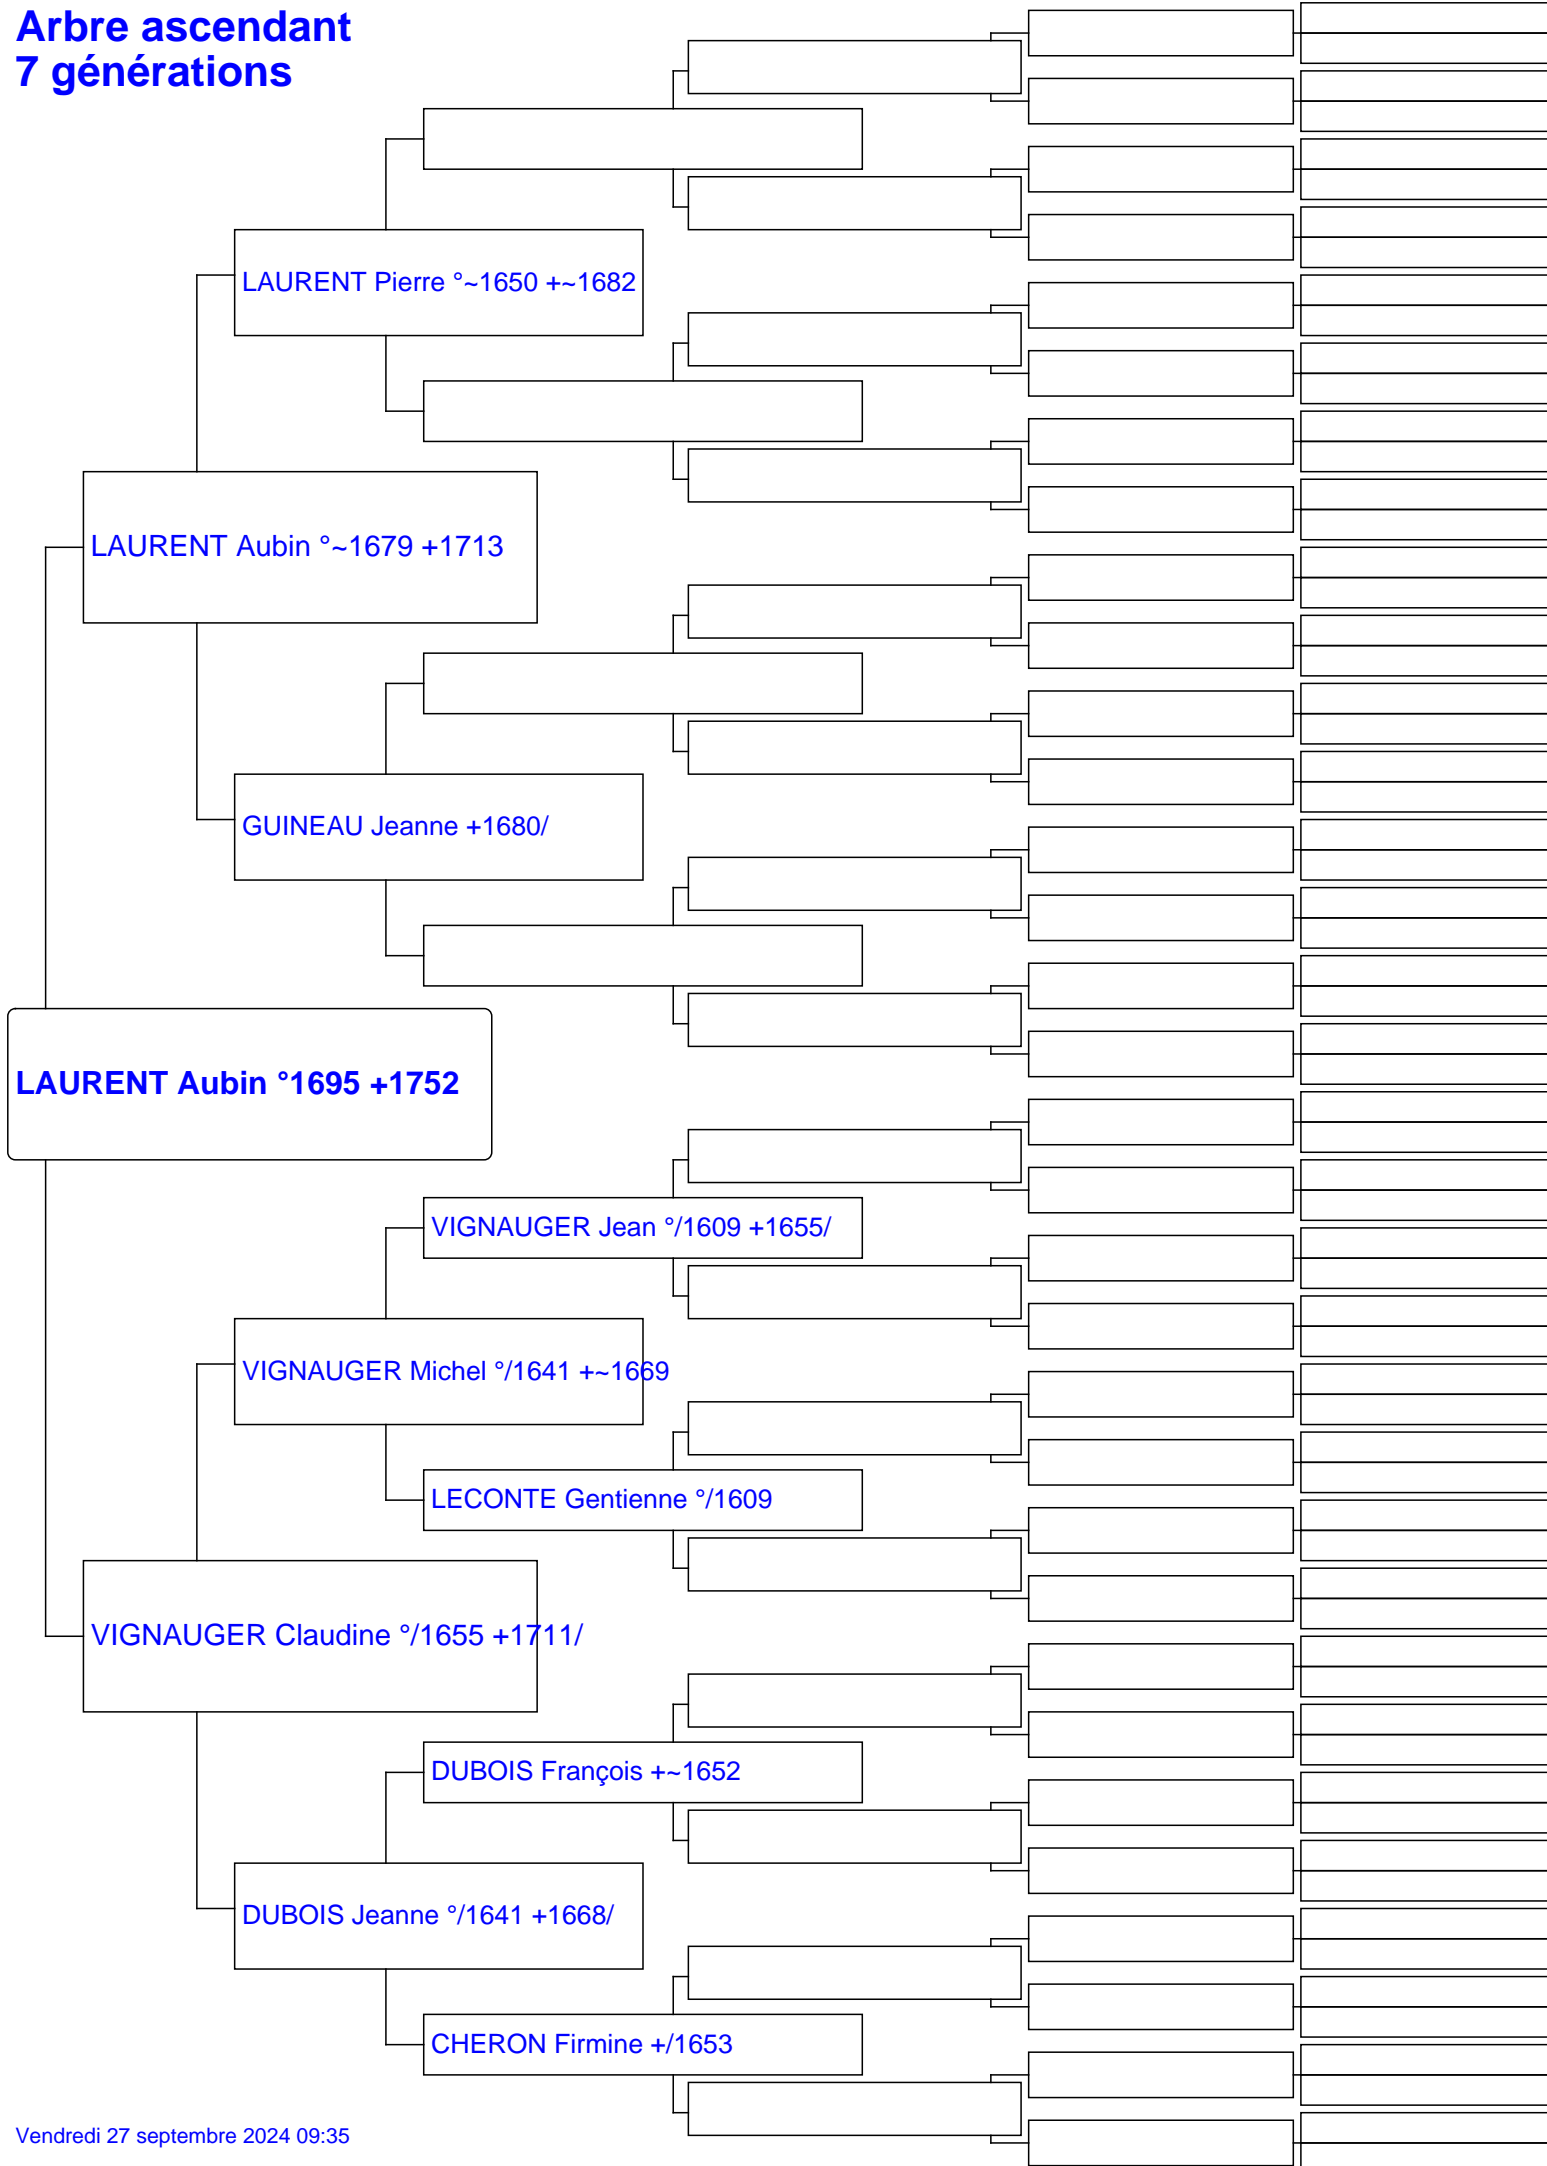 Arbre ascendant
7 générations
LAURENT Pierre °~1650 +~1682
LAURENT Aubin °~1679 +1713
GUINEAU Jeanne +1680/
LAURENT Aubin °1695 +1752
VIGNAUGER Jean °/1609 +1655/
VIGNAUGER Michel °/1641 +~1669
LECONTE Gentienne °/1609
VIGNAUGER Claudine °/1655 +1711/
DUBOIS François +~1652
DUBOIS Jeanne °/1641 +1668/
CHERON Firmine +/1653
Vendredi 27 septembre 2024 09:35